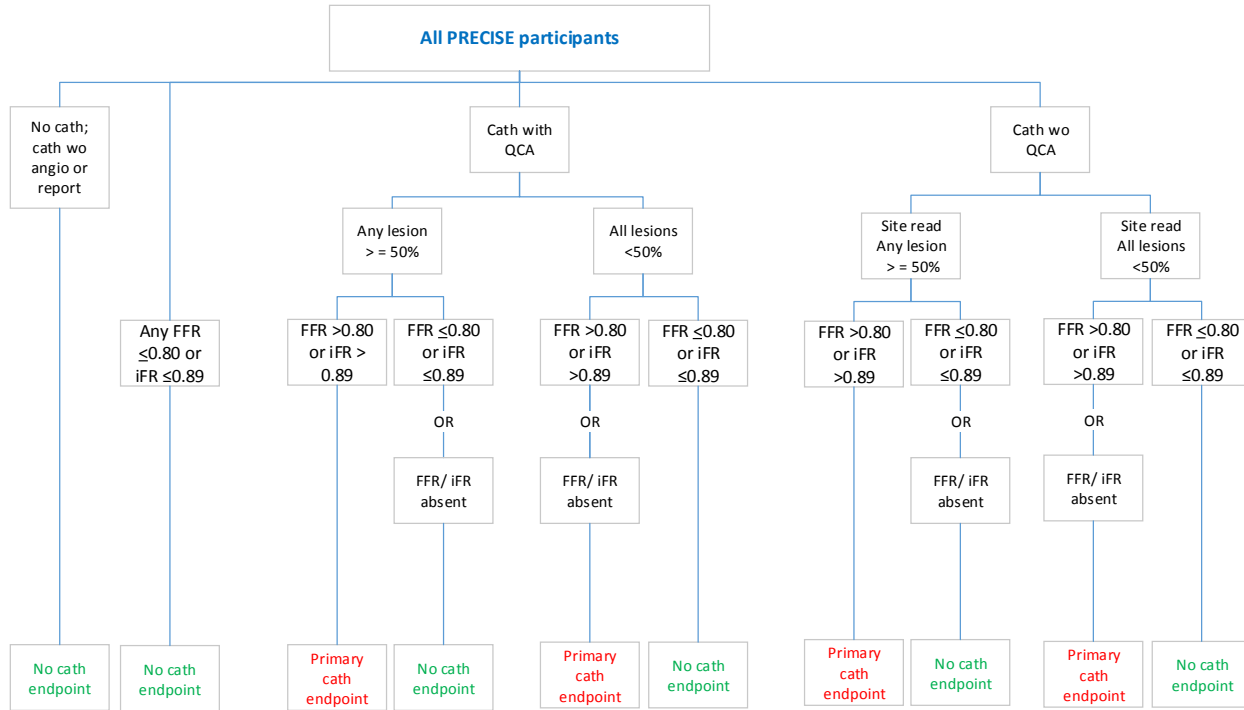 All PRECISE participants
No cath;
cath wo
angio or
report
Cath with
QCA
Cath wo
QCA
Any lesion
> = 50%
All lesions
<50%
Site read
Any lesion
> = 50%
Site read
All lesions
<50%
Any FFR
≤0.80 or
iFR ≤0.89
FFR >0.80
or iFR >
0.89
FFR ≤0.80
or iFR
≤0.89
FFR >0.80
or iFR
>0.89
FFR ≤0.80
or iFR
≤0.89
FFR >0.80
or iFR
>0.89
FFR ≤0.80
or iFR
≤0.89
FFR >0.80
or iFR
>0.89
FFR ≤0.80
or iFR
≤0.89
OR
OR
OR
OR
FFR/ iFR
absent
FFR/ iFR
absent
FFR/ iFR
absent
FFR/ iFR
absent
No cath
endpoint
No cath
endpoint
Primary
cath
endpoint
No cath
endpoint
Primary
cath
endpoint
No cath
endpoint
Primary
cath
endpoint
No cath
endpoint
Primary
cath
endpoint
No cath
endpoint